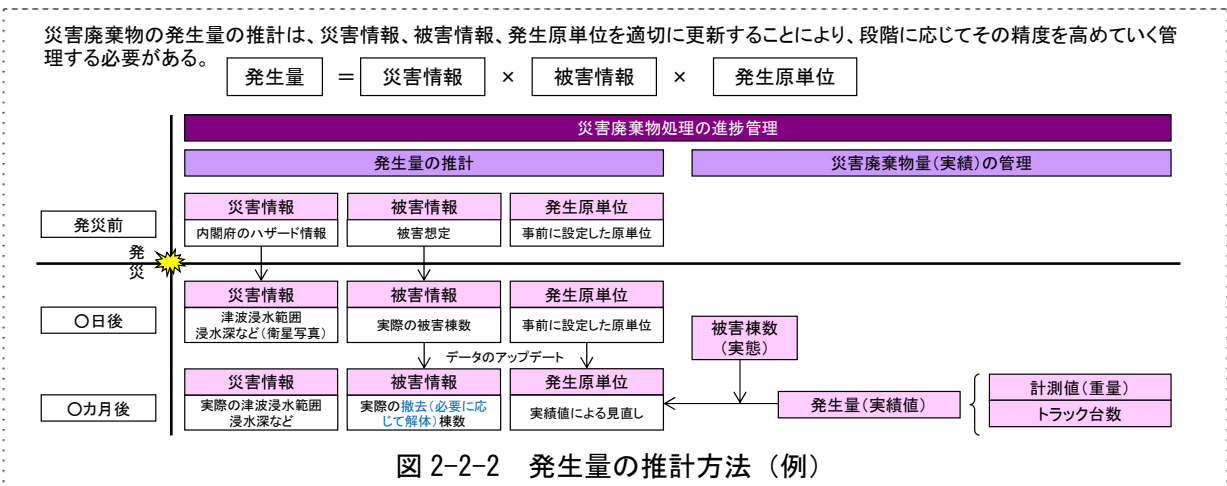 災害廃棄物の発生量の推計は、災害情報、被害情報、発生原単位を適切に更新することにより、段階に応じてその精度を高めていく管
理する必要がある。
発生量 ＝ 災害情報 × 被害情報 × 発生原単位
災害廃棄物処理の進捗管理
発生量の推計
災害廃棄物量(実績)の管理
発災前
災害情報
内閣府のハザード情報
被害情報
被害想定
発生原単位
事前に設定した原単位
発
災
〇日後
災害情報
津波浸水範囲
浸水深など(衛星写真)
被害情報
実際の被害棟数
発生原単位
事前に設定した原単位
被害棟数
(実態)
データのアップデート
〇カ月後
災害情報
実際の津波浸水範囲
浸水深など
被害情報
実際の撤去(必要に応
じて解体)棟数
発生原単位
実績値による見直し
発生量(実績値)
計測値(重量)
トラック台数
図 2-2-2 発生量の推計方法（例）